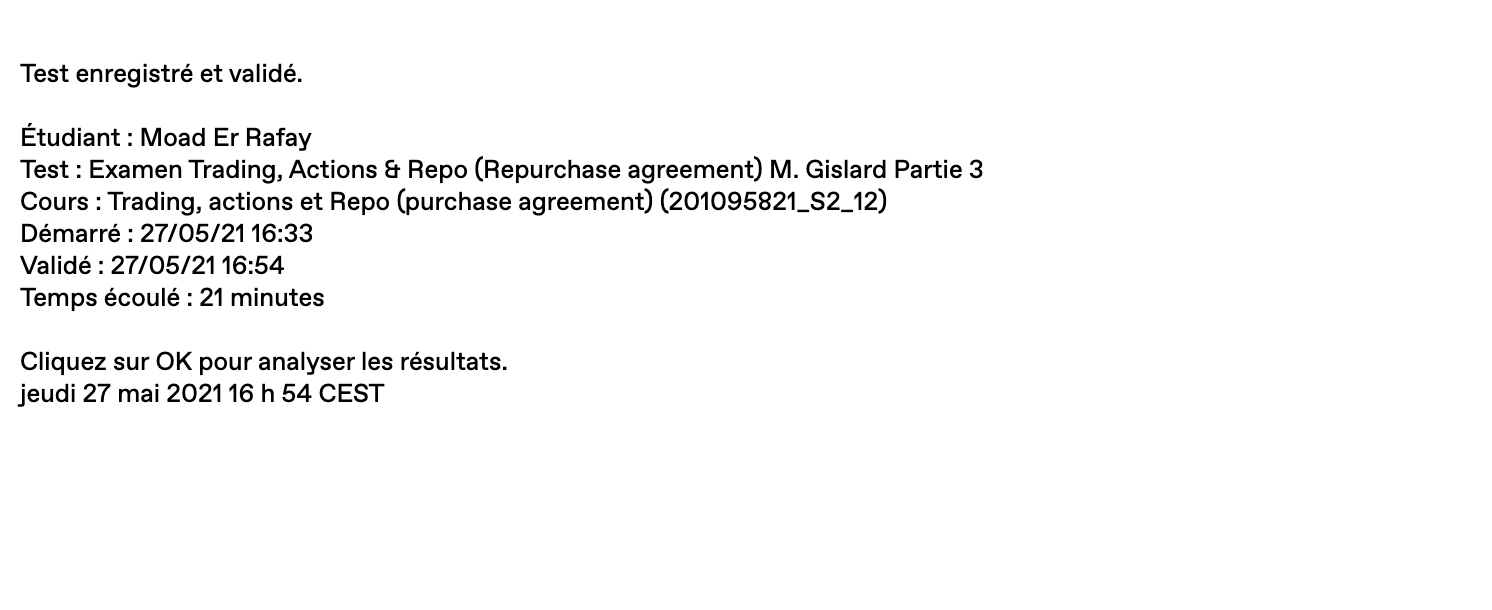 Test enregistré et validé.
Étudiant : Moad Er Rafay
Test : Examen Trading, Actions & Repo (Repurchase agreement) M. Gislard Partie 3
Cours : Trading, actions et Repo (purchase agreement) (201095821_S2_12)
Démarré : 27/05/21 16:33
Validé : 27/05/21 16:54
Temps écoulé : 21 minutes
Cliquez sur OK pour analyser les résultats.
jeudi 27 mai 2021 16 h 54 CEST